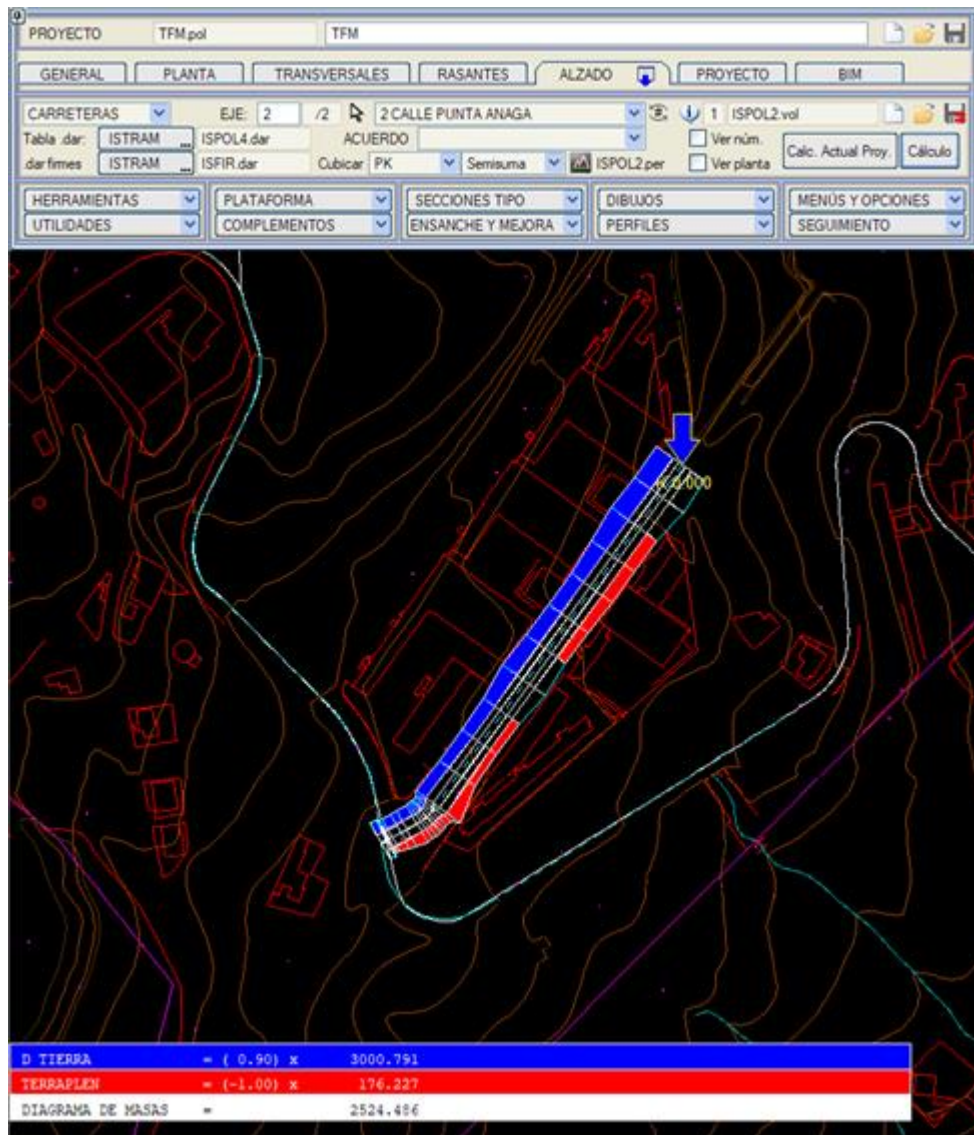 PROYECTO TFM.pol TFM
GENERAL PLANTA TRANSVERSALES RASANTES ALZADO PROYECTO BIM
CARRETERAS EJE: 2 /2 2 CALLE PUNTA ANAGA 1 ISPOL2.vol
Tabla .dar: ISTRAM ... ISPOL4.dar ACUERDO Ver núm. Calc. Actual Proy. Cálculo
.dar firmes ISTRAM ... ISFIR.dar Cubicar PK Semisuma ISPOL2.per Ver planta
HERRAMIENTAS PLATAFORMA SECCIONES TIPO DIBUJOS MENÚS Y OPCIONES
UTILIDADES COMPLEMENTOS ENSANCHE Y MEJORA PERFILES SEGUIMIENTO
0.000
D TIERRA = ( 0.90) x 3000.791
TERRAPLEN = (-1.00) x 176.227
DIAGRAMA DE MASAS = 2524.486